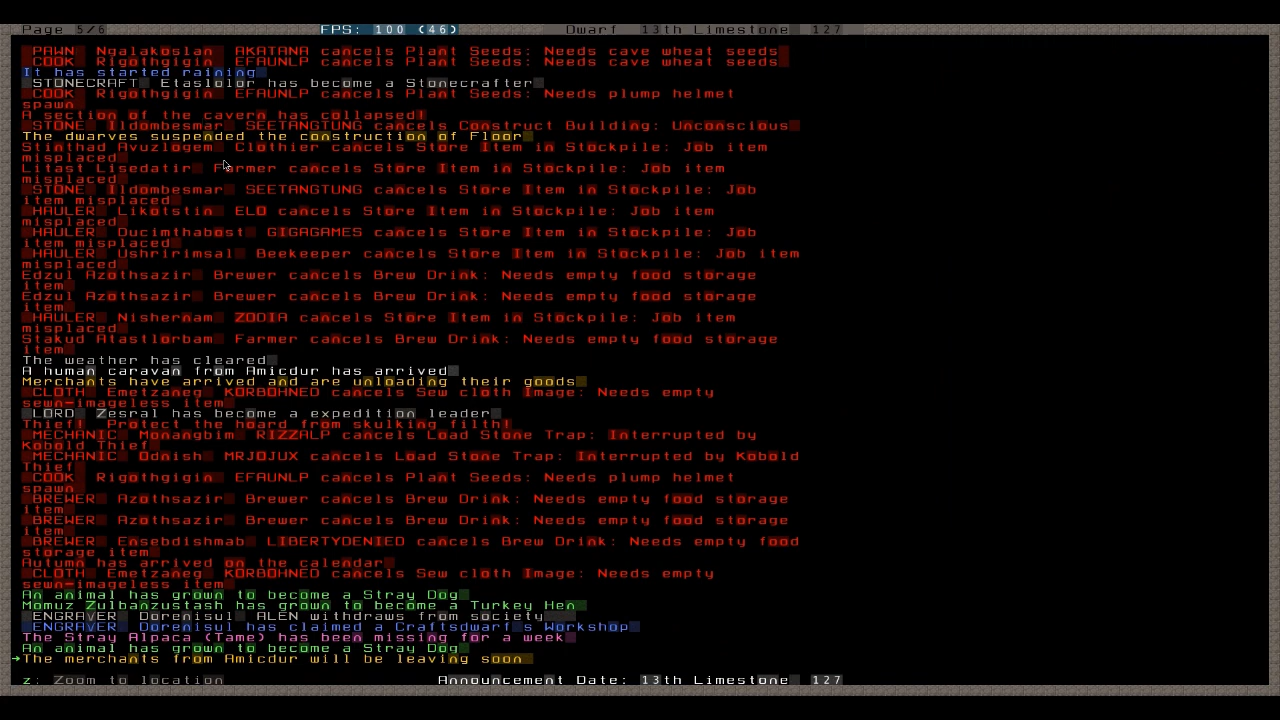 Page 5/6 FPS: 100 (46) Dwarf 13th Limestone 127
PAWN Ngalakoslan AKATANA cancels Plant Seeds: Needs cave wheat seeds
COOK Rigothgigin EFAUNLP cancels Plant Seeds: Needs cave wheat seeds
It has started raining
STONECRAFT Etaslolor has become a Stonecrafter
COOK Rigothgigin EFAUNLP cancels Plant Seeds: Needs plump helmet
spawn
A section of the cavern has collapsed!
STONE Ildombesmar SEETANGTUNG cancels Construct Building: Unconscious
The dwarves suspended the construction of Floor
Stinthad Avuzlogem Clothier cancels Store Item in Stockpile: Job item
misplaced
Litast Lisedatir Farmer cancels Store Item in Stockpile: Job item
misplaced
STONE Ildombesmar SEETANGTUNG cancels Store Item in Stockpile: Job
item misplaced
HAULER Likotstin ELO cancels Store Item in Stockpile: Job item
misplaced
HAULER Ducimthabost GIGAGAMES cancels Store Item in Stockpile: Job
item misplaced
HAULER Ushririmsal Beekeeper cancels Store Item in Stockpile: Job item
misplaced
Edzul Azothsazir Brewer cancels Brew Drink: Needs empty food storage
item
Edzul Azothsazir Brewer cancels Brew Drink: Needs empty food storage
item
HAULER Nishernam ZODIA cancels Store Item in Stockpile: Job item
misplaced
Stakud Atastlorbam Farmer cancels Brew Drink: Needs empty food storage
item
The weather has cleared
A human caravan from Amicdur has arrived
Merchants have arrived and are unloading their goods
CLOTH Emetzaneg KORBOHNED cancels Sew cloth Image: Needs empty
sewn-imageless item
LORD Zesral has become a expedition leader
Thief! Protect the hoard from skulking filth!
MECHANIC Monangbim RIZZALP cancels Load Stone Trap: Interrupted by
Kobold Thief
MECHANIC Odnish MRJOJUX cancels Load Stone Trap: Interrupted by Kobold
Thief
COOK Rigothgigin EFAUNLP cancels Plant Seeds: Needs plump helmet
spawn
BREWER Azothsazir Brewer cancels Brew Drink: Needs empty food storage
item
BREWER Azothsazir Brewer cancels Brew Drink: Needs empty food storage
item
BREWER Ensebdishmab LIBERTYDENIED cancels Brew Drink: Needs empty food
storage item
Autumn has arrived on the calendar
CLOTH Emetzaneg KORBOHNED cancels Sew cloth Image: Needs empty
sewn-imageless item
An animal has grown to become a Stray Dog
Momuz Zulbanzustash has grown to become a Turkey Hen
ENGRAVER Dorenisul ALEN withdraws from society
ENGRAVER Dorenisul has claimed a Craftsdwarf s Workshop
The Stray Alpaca (Tame) has been missing for a week
An animal has grown to become a Stray Dog
The merchants from Amicdur will be leaving soon
z: Zoom to location Announcement Date: 13th Limestone 127